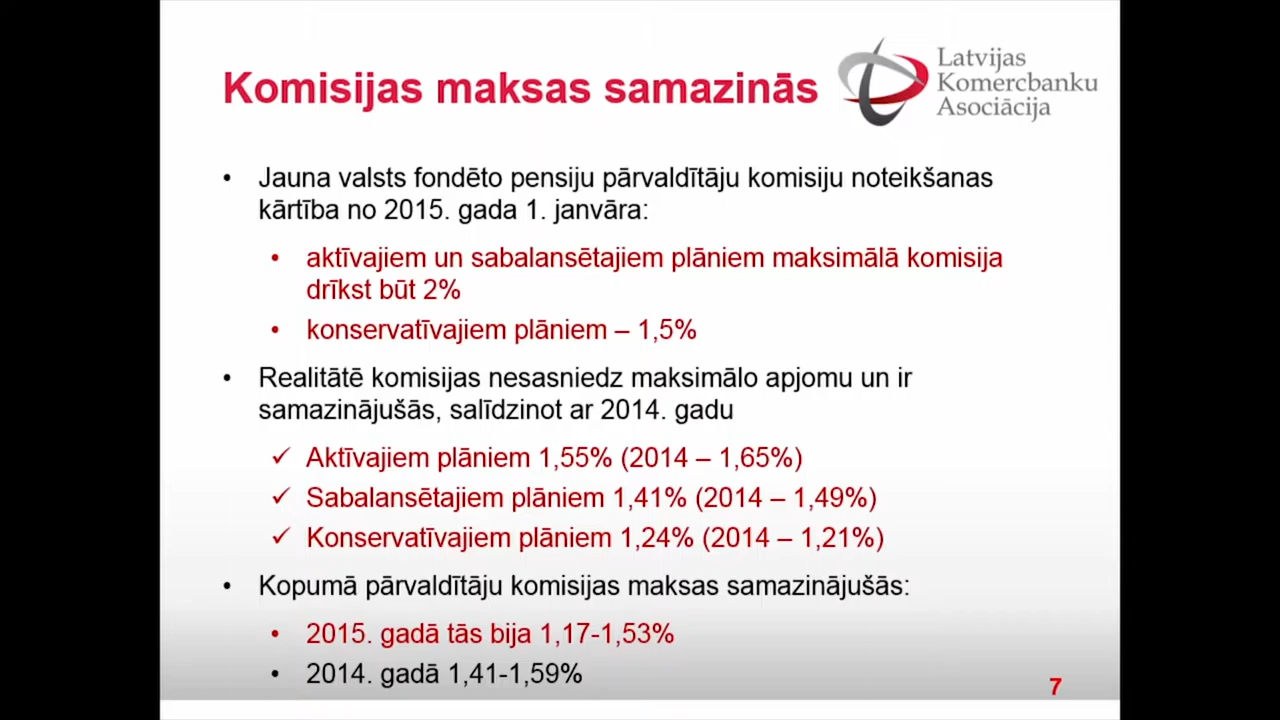 Komisijas maksas samazinās
Latvijas
Komercbanku
Asociācija
• Jauna valsts fondēto pensiju pārvaldītāju komisiju noteikšanas
kārtība no 2015. gada 1. janvāra:
• aktīvajiem un sabalansētajiem plāniem maksimālā komisija
drīkst būt 2%
• konservatīvajiem plāniem – 1,5%
• Realitātē komisijas nesasniedz maksimālo apjomu un ir
samazinājušās, salīdzinot ar 2014. gadu
✓ Aktīvajiem plāniem 1,55% (2014 – 1,65%)
✓ Sabalansētajiem plāniem 1,41% (2014 – 1,49%)
✓ Konservatīvajiem plāniem 1,24% (2014 – 1,21%)
• Kopumā pārvaldītāju komisijas maksas samazinājušās:
• 2015. gadā tās bija 1,17-1,53%
• 2014. gadā 1,41-1,59%
7